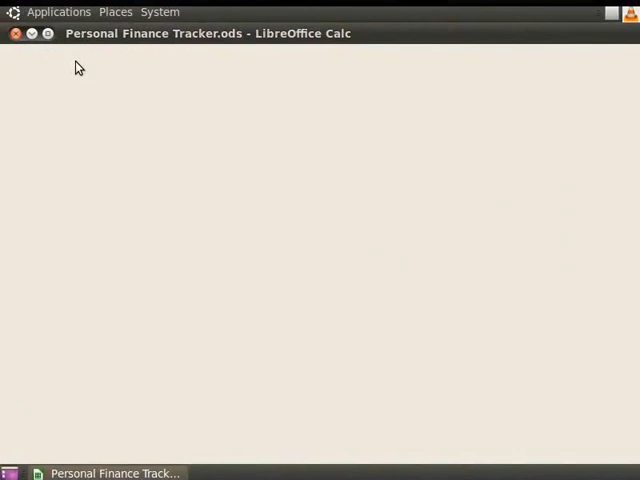 Applications Places System
Personal Finance Tracker.ods - LibreOffice Calc
Personal Finance Track...